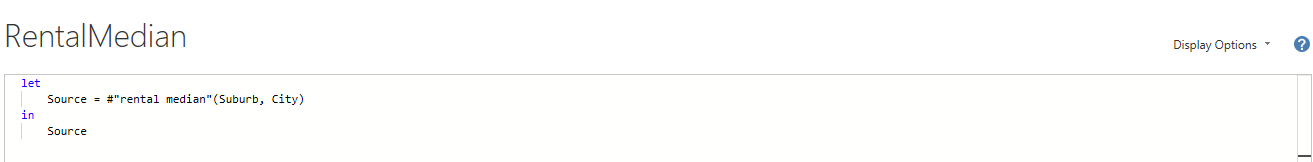 RentalMedian
Display Options
?
let
Source = #"rental median"(Suburb, City)
in
Source